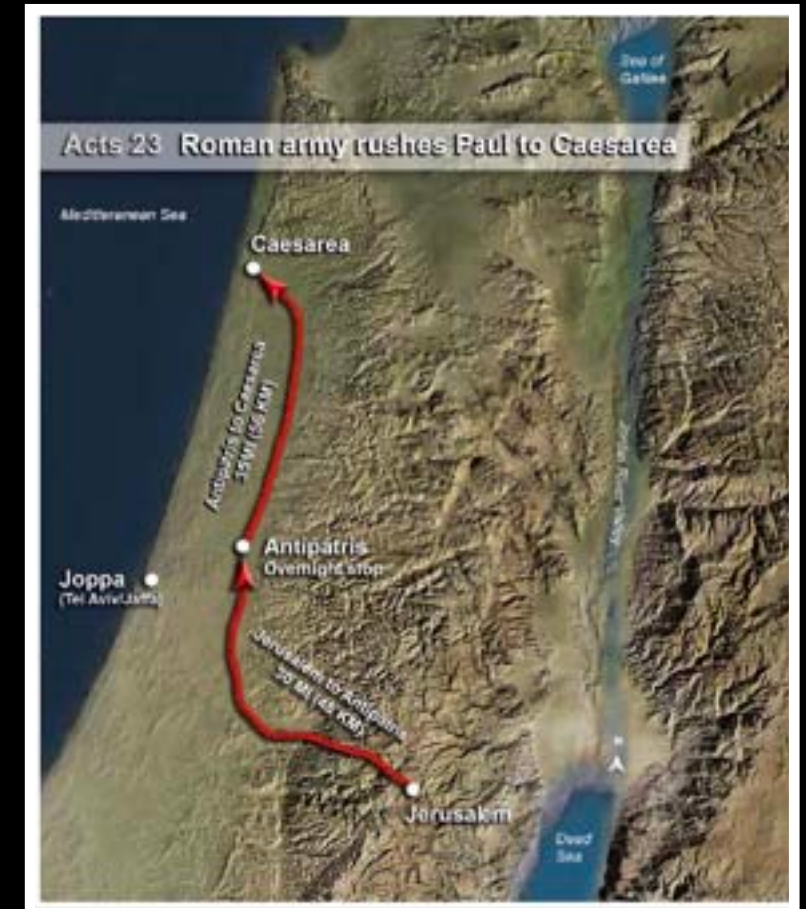 Sea of
Galilee
Acts 23 Roman army rushes Paul to Caesarea
Mediterranean Sea
Caesarea
Antipatris to Caesarea
35 MI (56 KM)
Antipatris
Overnight stop
Joppa
(Tel Aviv/Jaffa)
Jerusalem to Antipatris
30 MI (48 KM)
N
Jerusalem
Dead
Sea